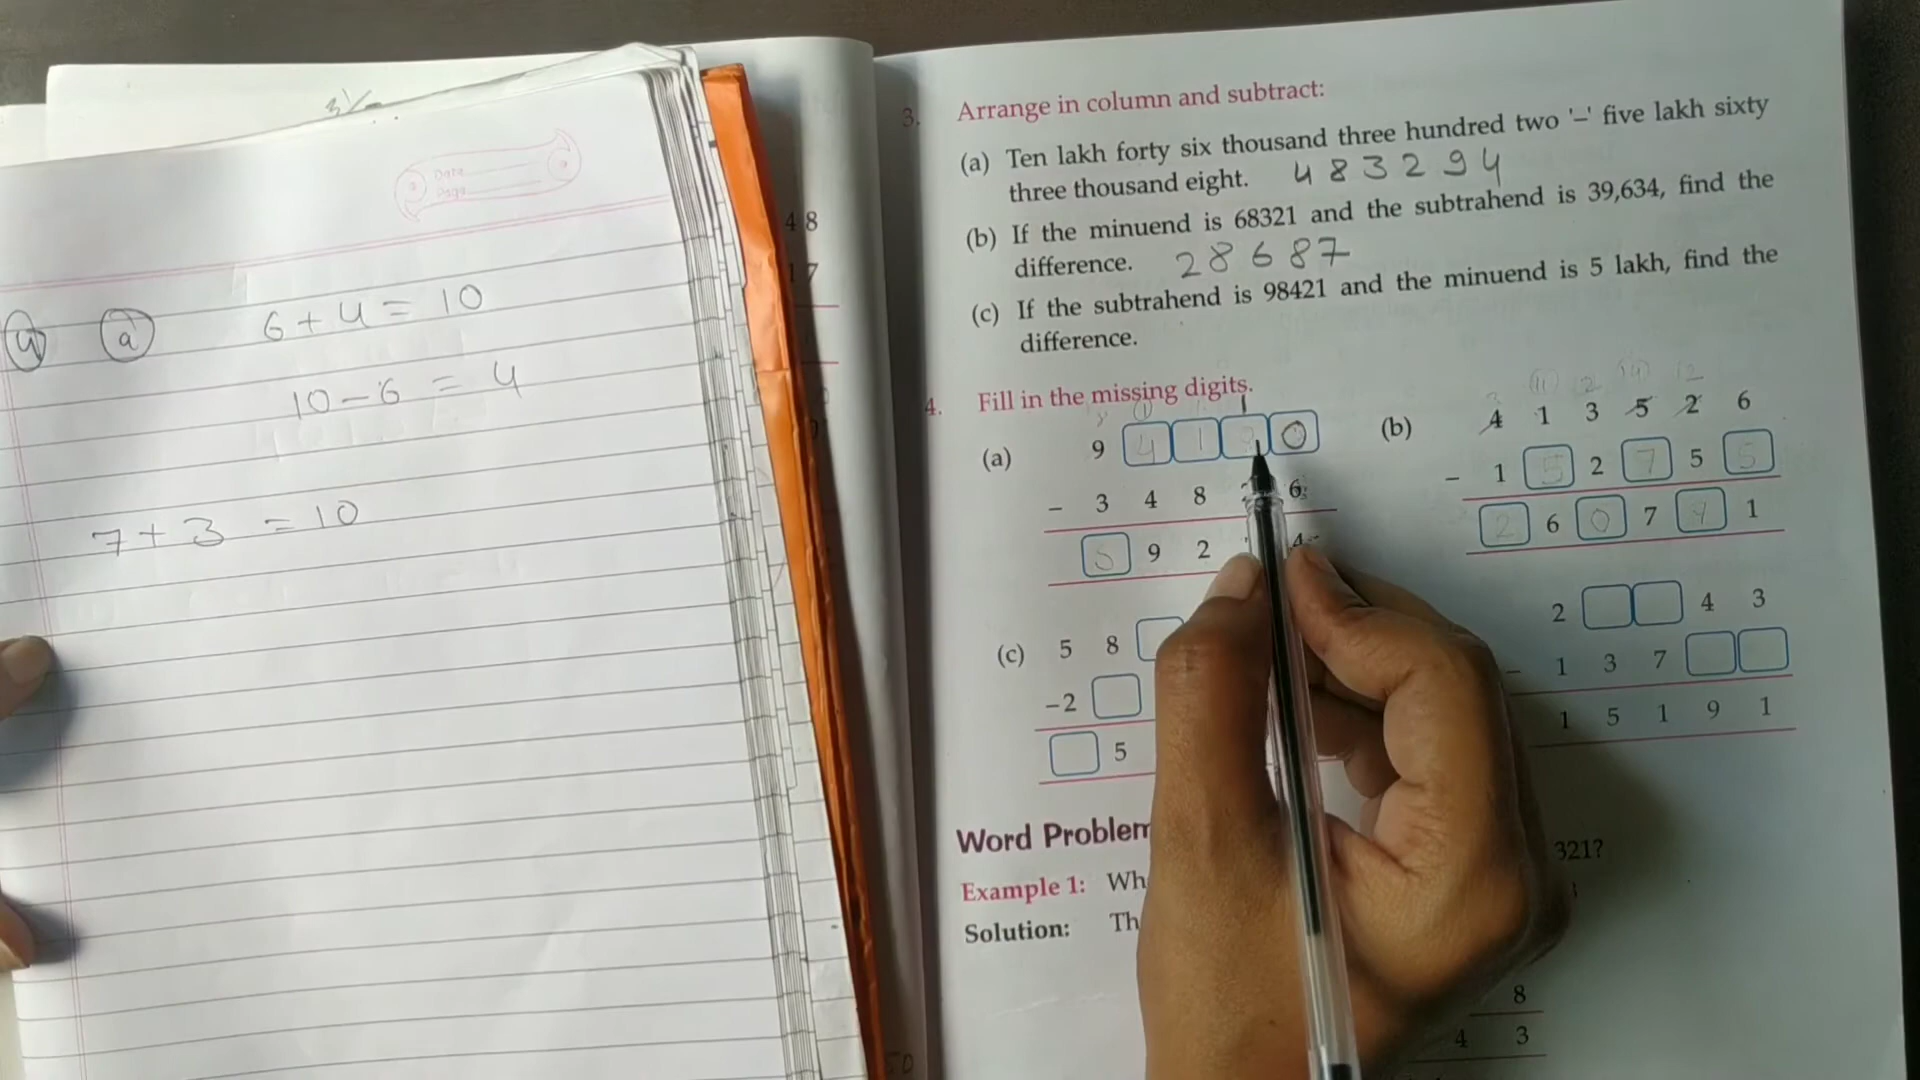 Date
Page
4 a 6 + 4 = 10
10 - 6 = 4
7 + 3 = 10
48
17
3. Arrange in column and subtract:
(a) Ten lakh forty six thousand three hundred two '–' five lakh sixty
three thousand eight. 483294
(b) If the minuend is 68321 and the subtrahend is 39,634, find the
difference. 28687
(c) If the subtrahend is 98421 and the minuend is 5 lakh, find the
difference.
4. Fill in the missing digits.
(a) 9 4 1 0
- 3 4 8 6
5 9 2 4
(b) 4 1 3 5 2 6
- 1 5 2 7 5 5
2 6 0 7 7 1
(c) 5 8
-2
5
2 4 3
- 1 3 7
1 5 1 9 1
Word Problem
321?
Example 1: Wh
Solution: Th
8
4 3